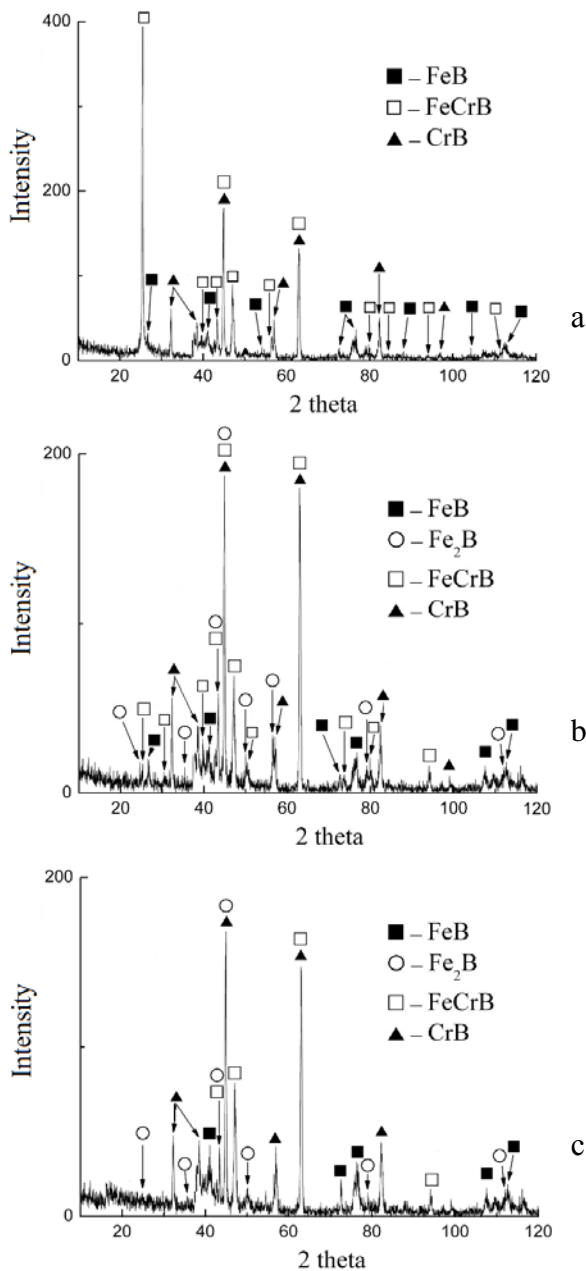 400
■ – FeB
□ – FeCrB
▲ – CrB
Intensity
200
0
20 40 60 80 100 120
2 theta
a
200
■ – FeB
○ – Fe₂B
□ – FeCrB
▲ – CrB
Intensity
100
0
20 40 60 80 100 120
2 theta
b
200
■ – FeB
○ – Fe₂B
□ – FeCrB
▲ – CrB
Intensity
100
0
20 40 60 80 100 120
2 theta
c